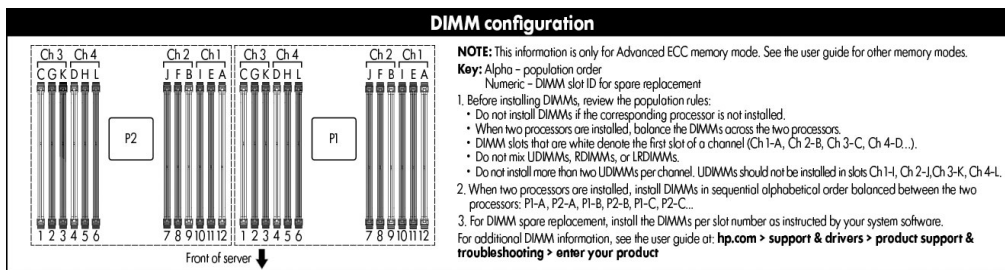 DIMM configuration
Ch 3 Ch 4 Ch 2 Ch 1 Ch 3 Ch 4 Ch 2 Ch 1
C G K D H L J F B I E A C G K D H L J F B I E A
P2 P1
1 2 3 4 5 6 7 8 9 10 11 12 1 2 3 4 5 6 7 8 9 10 11 12
Front of server
NOTE: This information is only for Advanced ECC memory mode. See the user guide for other memory modes.
Key: Alpha – population order
Numeric – DIMM slot ID for spare replacement
1. Before installing DIMMs, review the population rules:
• Do not install DIMMs if the corresponding processor is not installed.
• When two processors are installed, balance the DIMMs across the two processors.
• DIMM slots that are white denote the first slot of a channel (Ch 1-A, Ch 2-B, Ch 3-C, Ch 4-D...).
• Do not mix UDIMMs, RDIMMs, or LRDIMMs.
• Do not install more than two UDIMMs per channel. UDIMMs should not be installed in slots Ch 1-I, Ch 2-J,Ch 3-K, Ch 4-L.
2. When two processors are installed, install DIMMs in sequential alphabetical order balanced between the two
processors: P1-A, P2-A, P1-B, P2-B, P1-C, P2-C...
3. For DIMM spare replacement, install the DIMMs per slot number as instructed by your system software.
For additional DIMM information, see the user guide at: hp.com > support & drivers > product support &
troubleshooting > enter your product